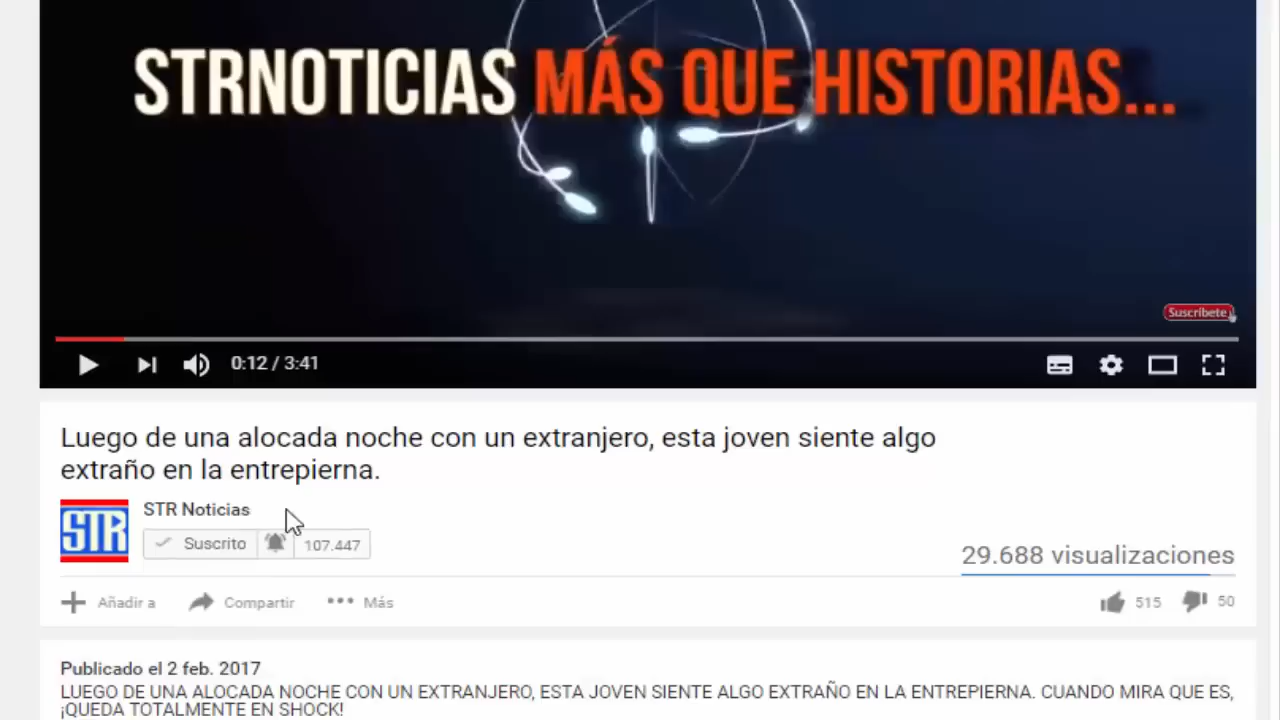 STRNOTICIAS MÁS QUE HISTORIAS...
Suscríbete
0:12 / 3:41
Luego de una alocada noche con un extranjero, esta joven siente algo
extraño en la entrepierna.
STR
STR Noticias
Suscrito 107.447
29.688 visualizaciones
Añadir a Compartir Más 515 50
Publicado el 2 feb. 2017
LUEGO DE UNA ALOCADA NOCHE CON UN EXTRANJERO, ESTA JOVEN SIENTE ALGO EXTRAÑO EN LA ENTREPIERNA. CUANDO MIRA QUE ES,
¡QUEDA TOTALMENTE EN SHOCK!